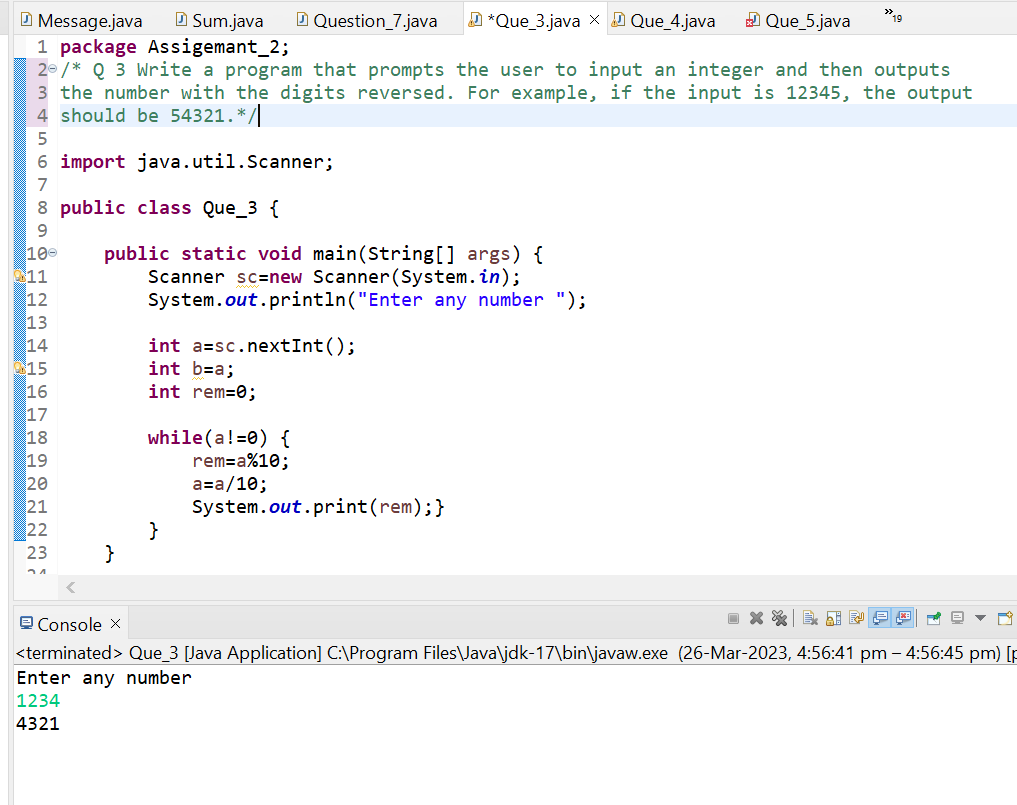 Message.java Sum.java Question_7.java *Que_3.java Que_4.java Que_5.java »19
1 package Assigemant_2;
2 /* Q 3 Write a program that prompts the user to input an integer and then outputs
3 the number with the digits reversed. For example, if the input is 12345, the output
4 should be 54321.*/
5
6 import java.util.Scanner;
7
8 public class Que_3 {
9
10 public static void main(String[] args) {
11 Scanner sc=new Scanner(System.in);
12 System.out.println("Enter any number ");
13
14 int a=sc.nextInt();
15 int b=a;
16 int rem=0;
17
18 while(a!=0) {
19 rem=a%10;
20 a=a/10;
21 System.out.print(rem);}
22 }
23 }
24
Console
<terminated> Que_3 [Java Application] C:\Program Files\Java\jdk-17\bin\javaw.exe (26-Mar-2023, 4:56:41 pm – 4:56:45 pm) [p
Enter any number
1234
4321